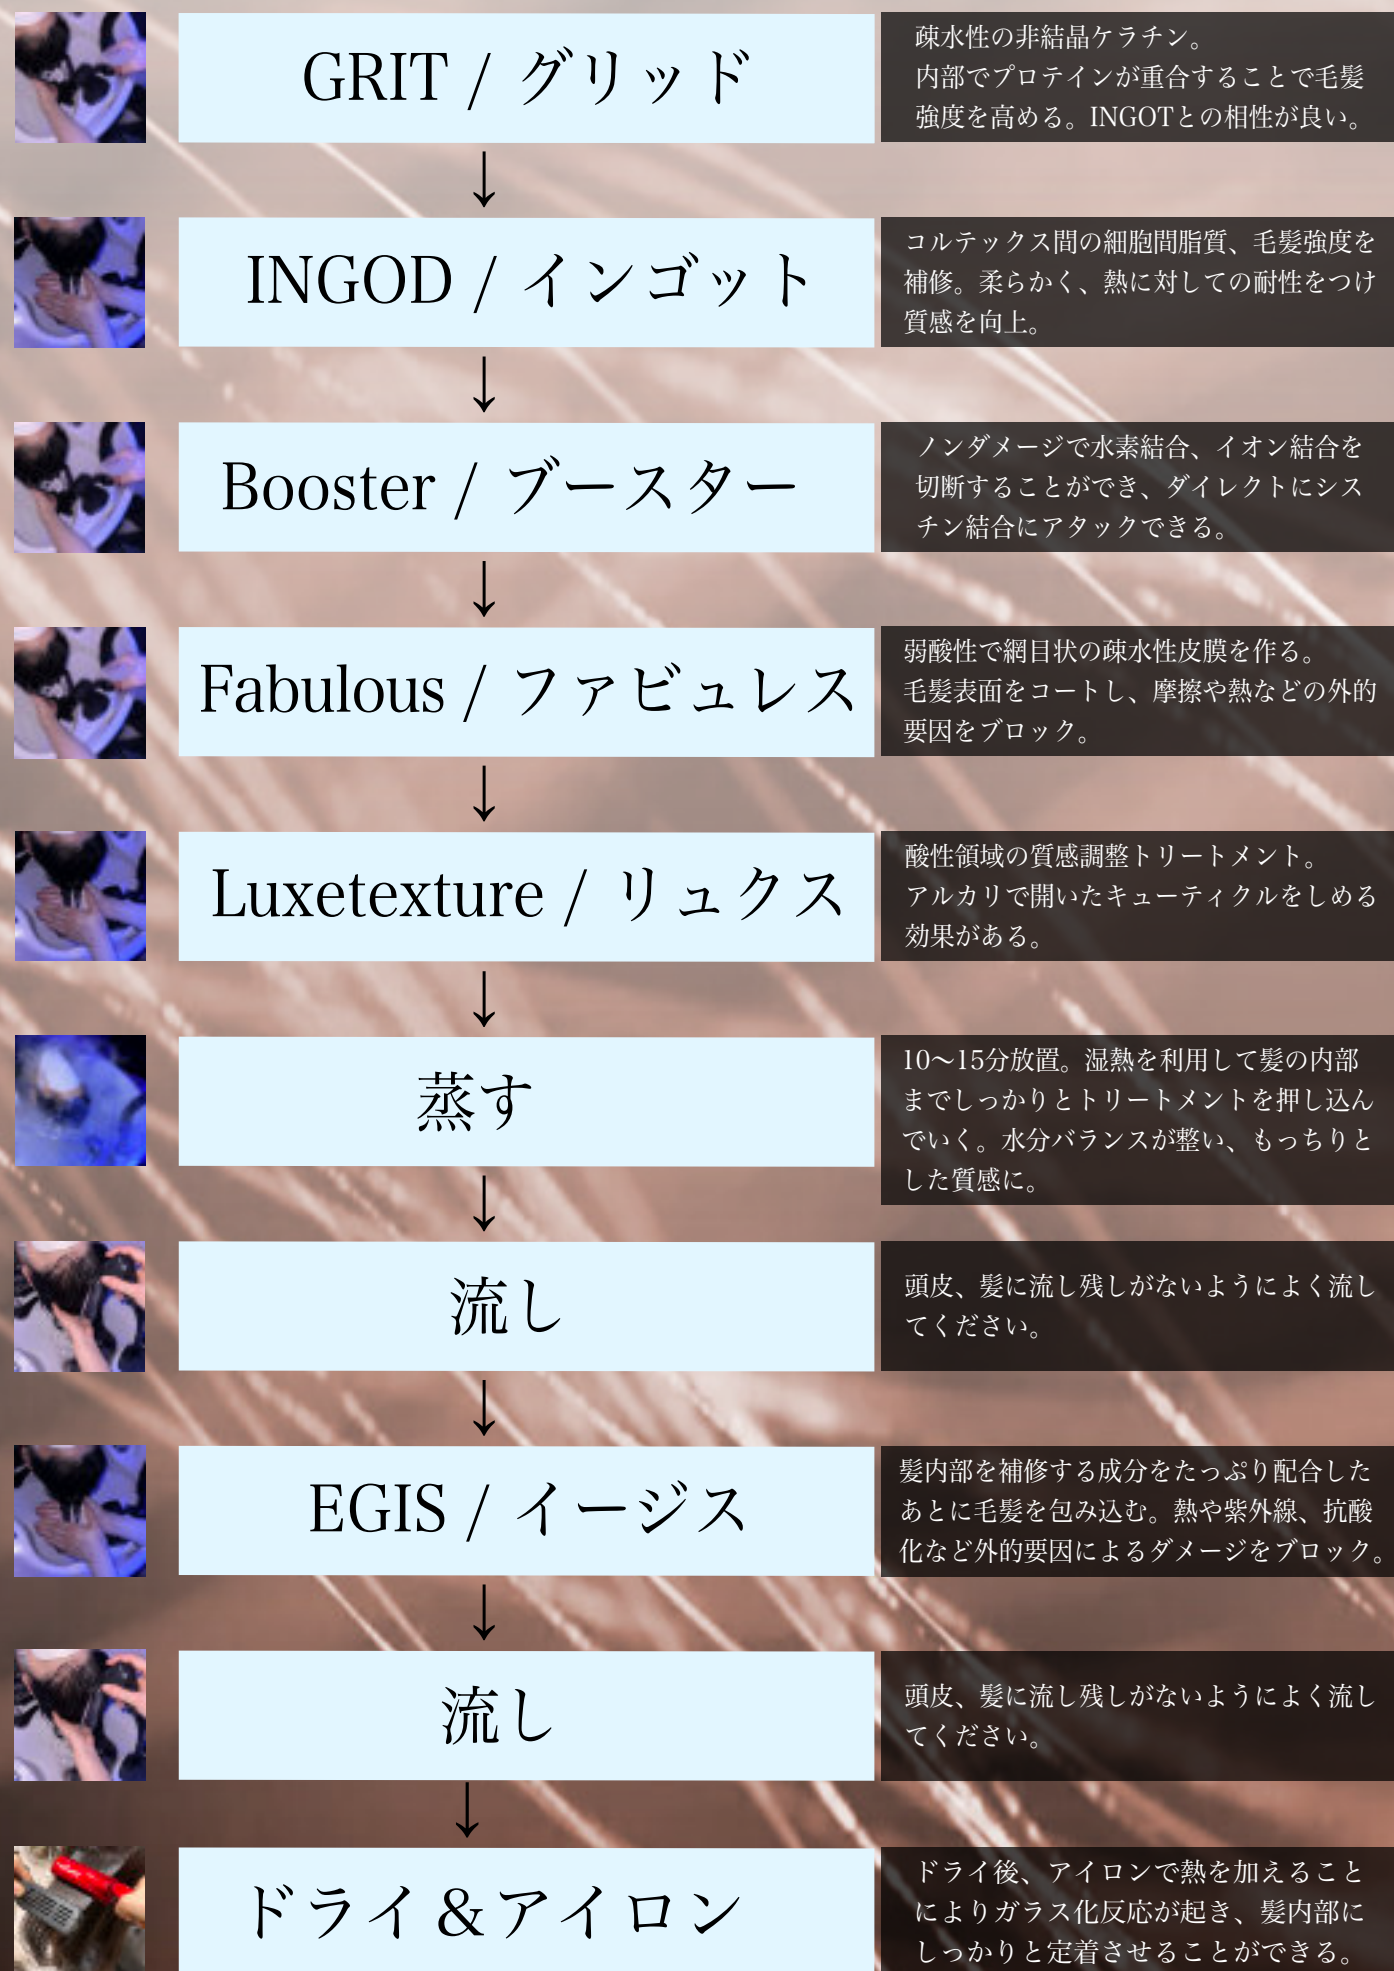 GRIT / グリッド
疎水性の非結晶ケラチン。
内部でプロテインが重合することで毛髪
強度を高める。INGOTとの相性が良い。
↓
INGOD / インゴット
コルテックス間の細胞間脂質、毛髪強度を
補修。柔らかく、熱に対しての耐性をつけ
質感を向上。
↓
Booster / ブースター
ノンダメージで水素結合、イオン結合を
切断することができ、ダイレクトにシス
チン結合にアタックできる。
↓
Fabulous / ファビュレス
弱酸性で網目状の疎水性皮膜を作る。
毛髪表面をコートし、摩擦や熱などの外的
要因をブロック。
↓
Luxetexture / リュクス
酸性領域の質感調整トリートメント。
アルカリで開いたキューティクルをしめる
効果がある。
↓
蒸す
10〜15分放置。湿熱を利用して髪の内部
までしっかりとトリートメントを押し込ん
でいく。水分バランスが整い、もっちりと
した質感に。
↓
流し
頭皮、髪に流し残しがないようによく流し
てください。
↓
EGIS / イージス
髪内部を補修する成分をたっぷり配合した
あとに毛髪を包み込む。熱や紫外線、抗酸
化など外的要因によるダメージをブロック。
↓
流し
頭皮、髪に流し残しがないようによく流し
てください。
↓
ドライ＆アイロン
ドライ後、アイロンで熱を加えること
によりガラス化反応が起き、髪内部に
しっかりと定着させることができる。